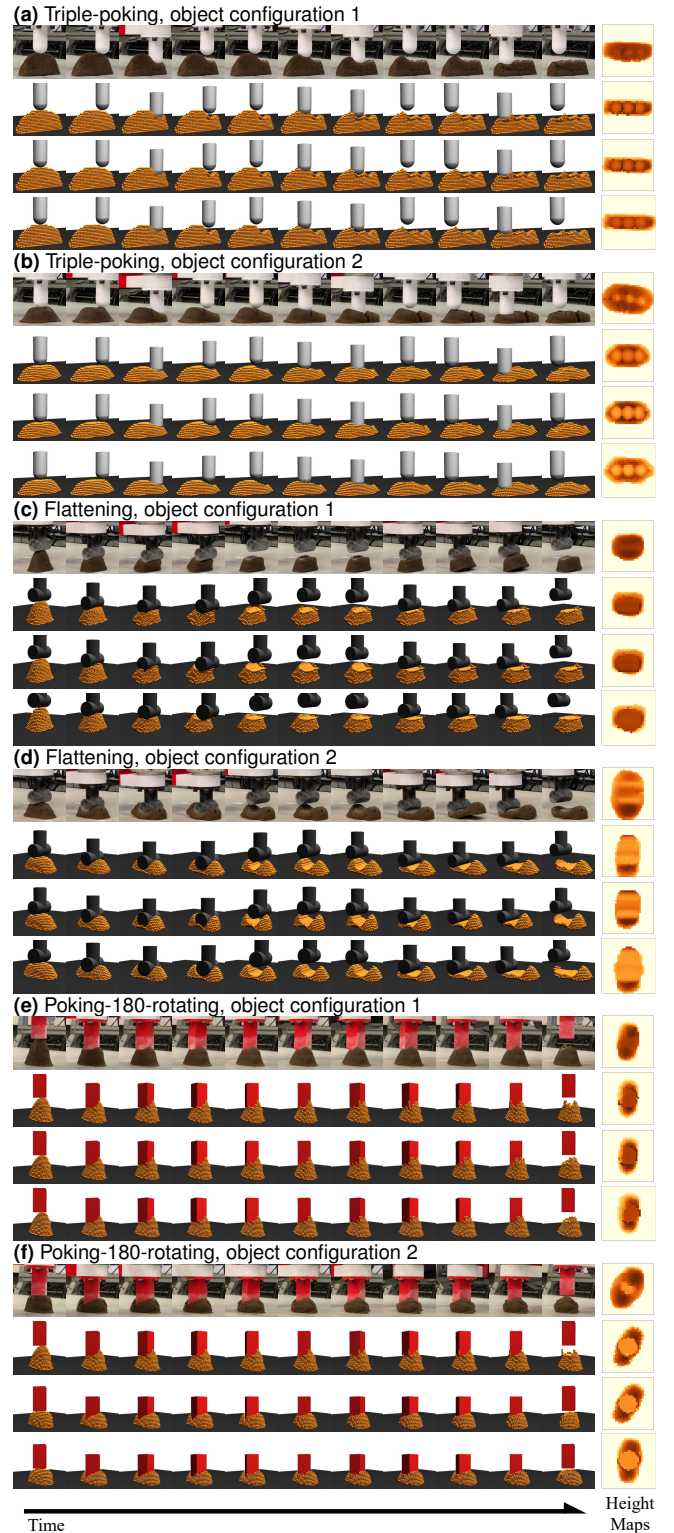 (a) Triple-poking, object configuration 1
(b) Triple-poking, object configuration 2
(c) Flattening, object configuration 1
(d) Flattening, object configuration 2
(e) Poking-180-rotating, object configuration 1
(f) Poking-180-rotating, object configuration 2
Time
Height
Maps